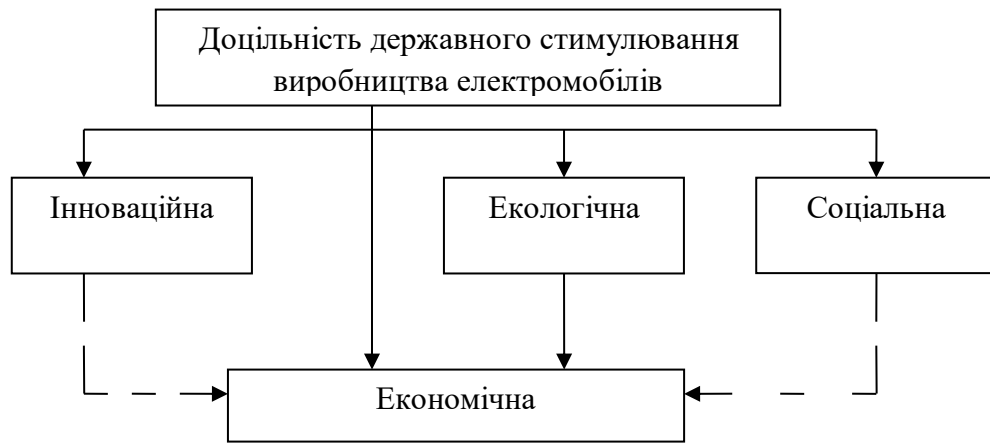 Доцільність державного стимулювання
виробництва електромобілів
Інноваційна
Екологічна
Соціальна
Економічна